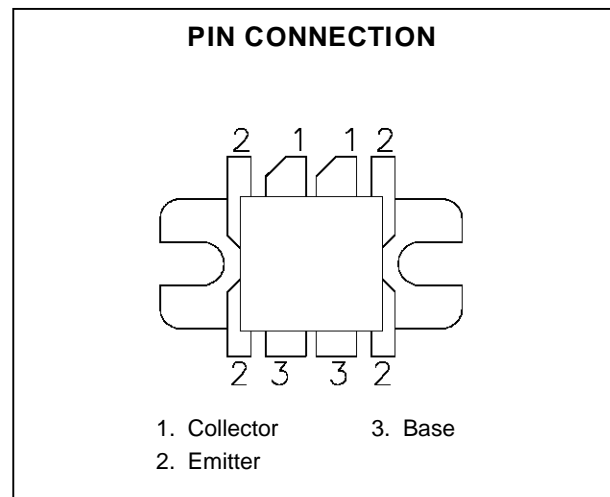 PIN CONNECTION
2 1 1 2
2 3 3 2
1. Collector 3. Base
2. Emitter